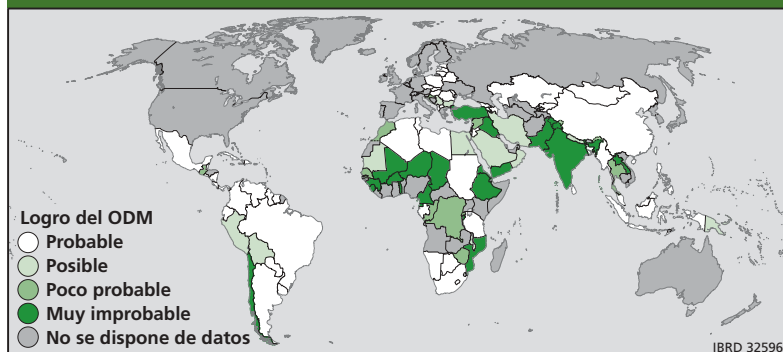 Logro del ODM
Probable
Posible
Poco probable
Muy improbable
No se dispone de datos
IBRD 32596